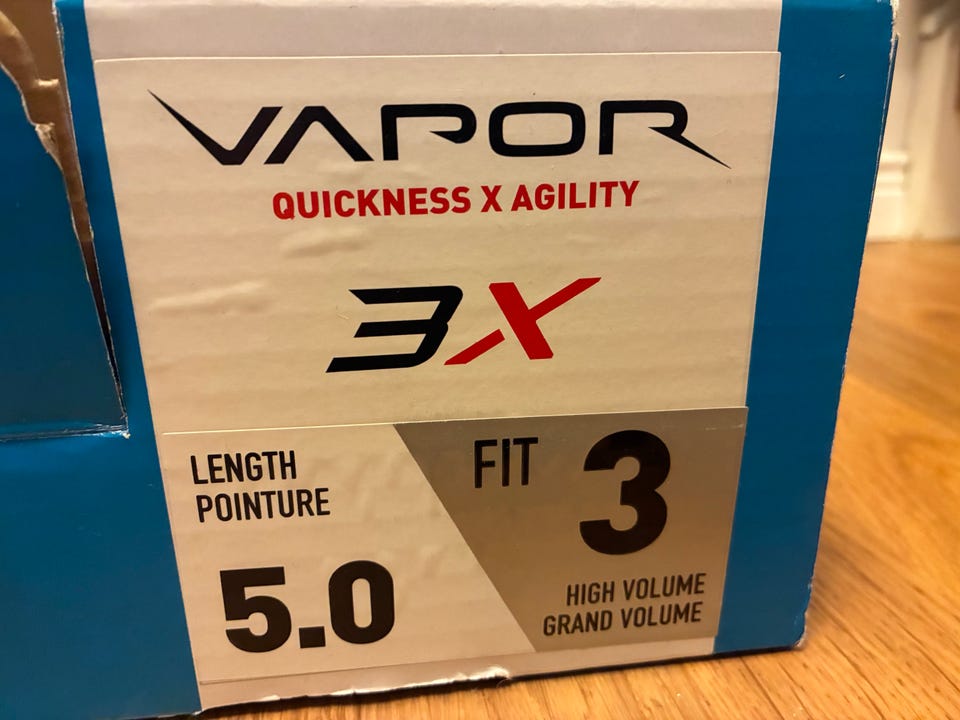 VAPOR
QUICKNESS X AGILITY
3X
LENGTH
POINTURE
5.0
FIT 3
HIGH VOLUME
GRAND VOLUME